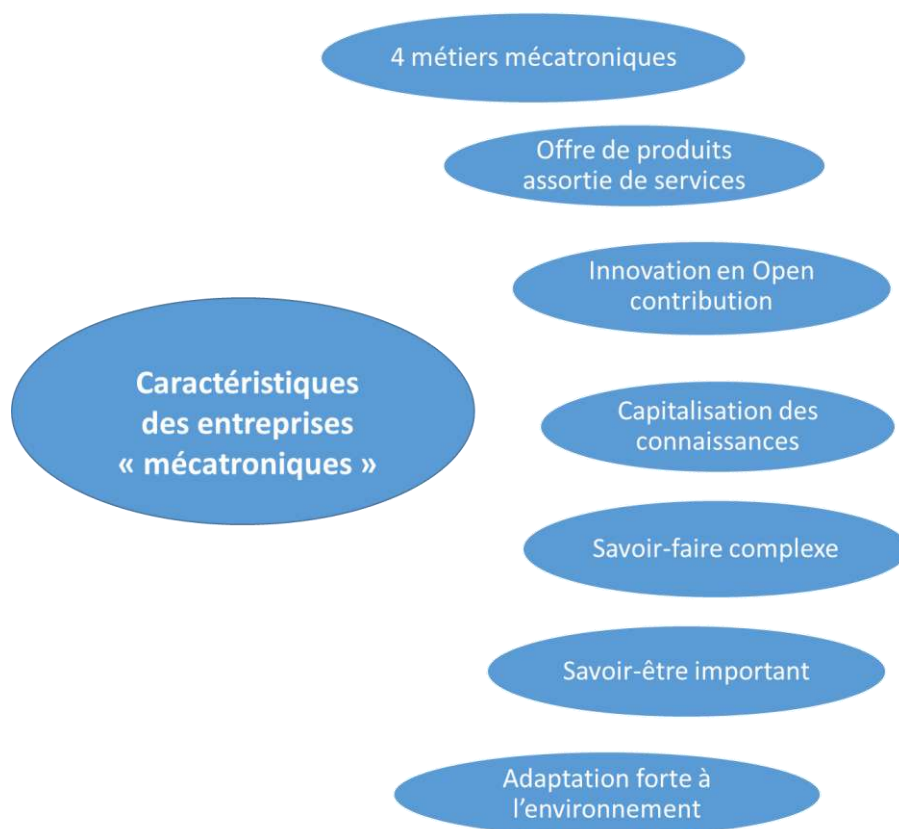 4 métiers mécatroniques
Offre de produits
assortie de services
Innovation en Open
contribution
Caractéristiques
des entreprises
« mécatroniques »
Capitalisation des
connaissances
Savoir-faire complexe
Savoir-être important
Adaptation forte à
l’environnement